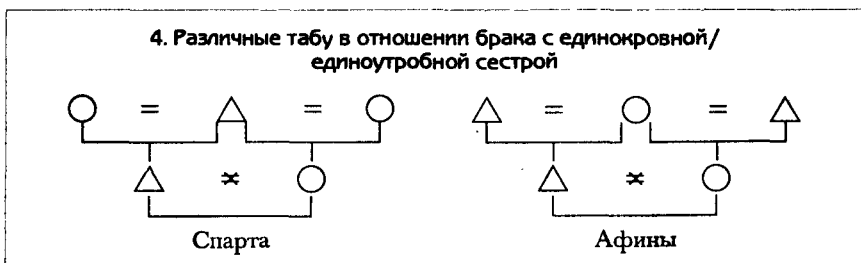 4. Различные табу в отношении брака с единокровной/
единоутробной сестрой
Спарта
Афины